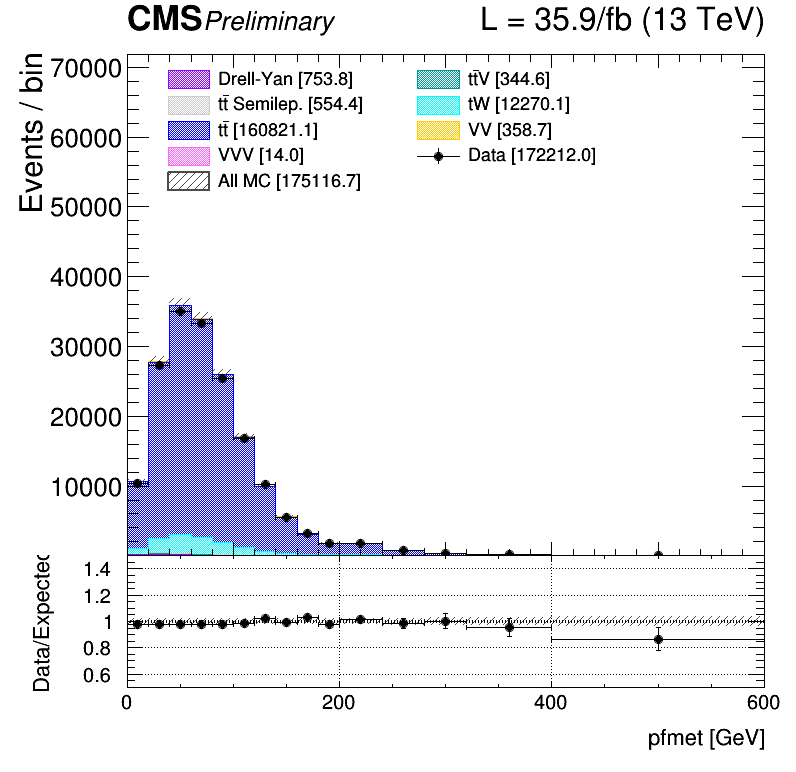 CMS Preliminary L = 35.9/fb (13 TeV)
Events / bin
70000
60000
50000
40000
30000
20000
10000
Drell-Yan [753.8]
tt̄ Semilep. [554.4]
tt̄ [160821.1]
VVV [14.0]
All MC [175116.7]
tt̄V [344.6]
tW [12270.1]
VV [358.7]
Data [172212.0]
Data/Expected
1.4
1.2
1
0.8
0.6
0 200 400 600
pfmet [GeV]